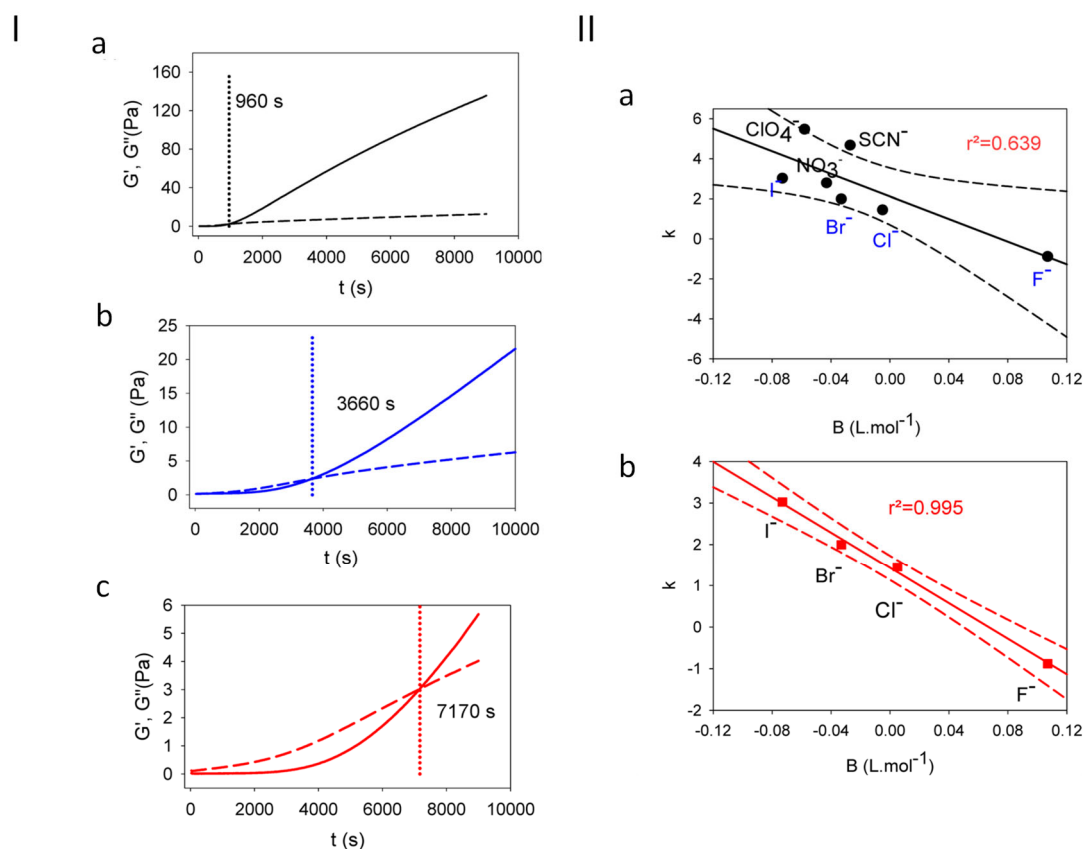 I
a
G', G''(Pa)
160
120
80
40
0
960 s
0 2000 4000 6000 8000 10000
t (s)
b
G', G'' (Pa)
25
20
15
10
5
0
3660 s
0 2000 4000 6000 8000 10000
t (s)
c
G', G''(Pa)
6
5
4
3
2
1
0
7170 s
0 2000 4000 6000 8000 10000
t (s)
II
a
k
6
4
2
0
-2
-4
-6
ClO4⁻
SCN⁻
r²=0.639
NO3⁻
I⁻
Br⁻
Cl⁻
F⁻
-0.12 -0.08 -0.04 0.00 0.04 0.08 0.12
B (L.mol⁻¹)
b
k
4
3
2
1
0
-1
-2
r²=0.995
I⁻
Br⁻
Cl⁻
F⁻
-0.12 -0.08 -0.04 0.00 0.04 0.08 0.12
B (L.mol⁻¹)